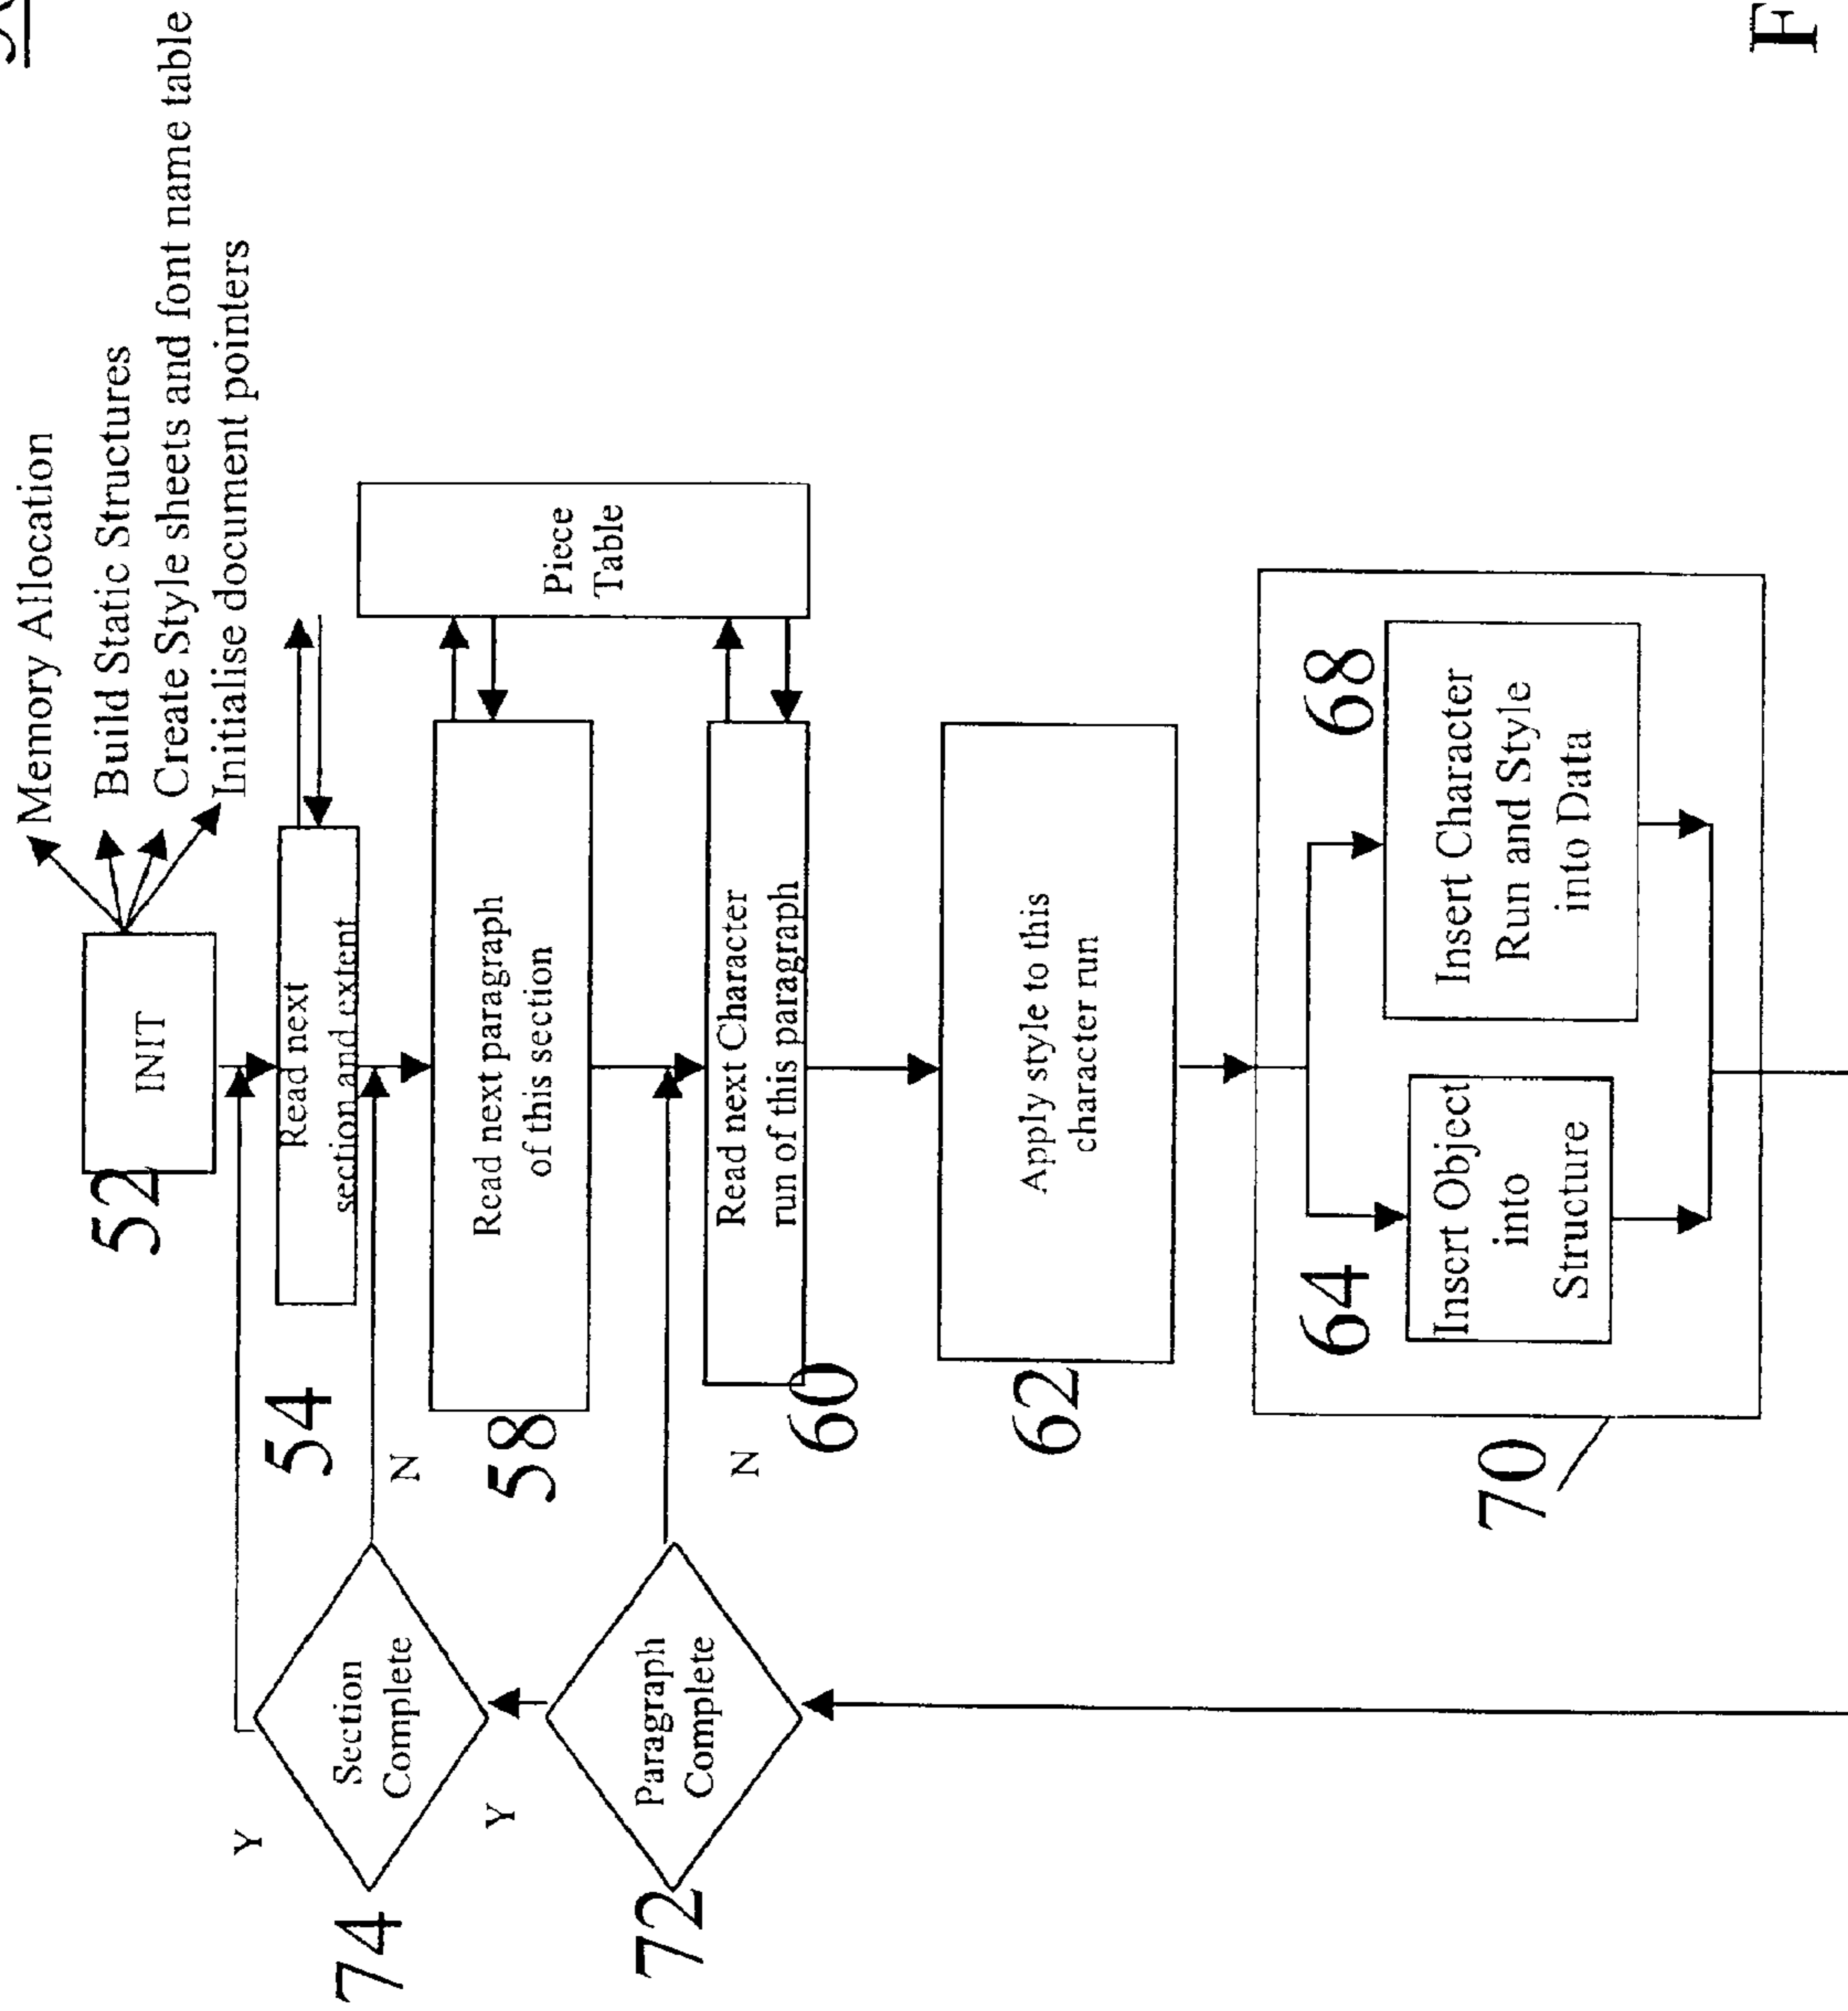 Memory Allocation
Build Static Structures
Create Style sheets and font name table
Initialise document pointers
52
INIT
54
Read next
section and extent
Piece
Table
58
Read next paragraph
of this section
60
Read next Character
run of this paragraph
62
Apply style to this
character run
64
Insert Object
into
Structure
68
Insert Character
Run and Style
into Data
70
72
Paragraph
Complete
Y
N
74
Section
Complete
Y
N
F